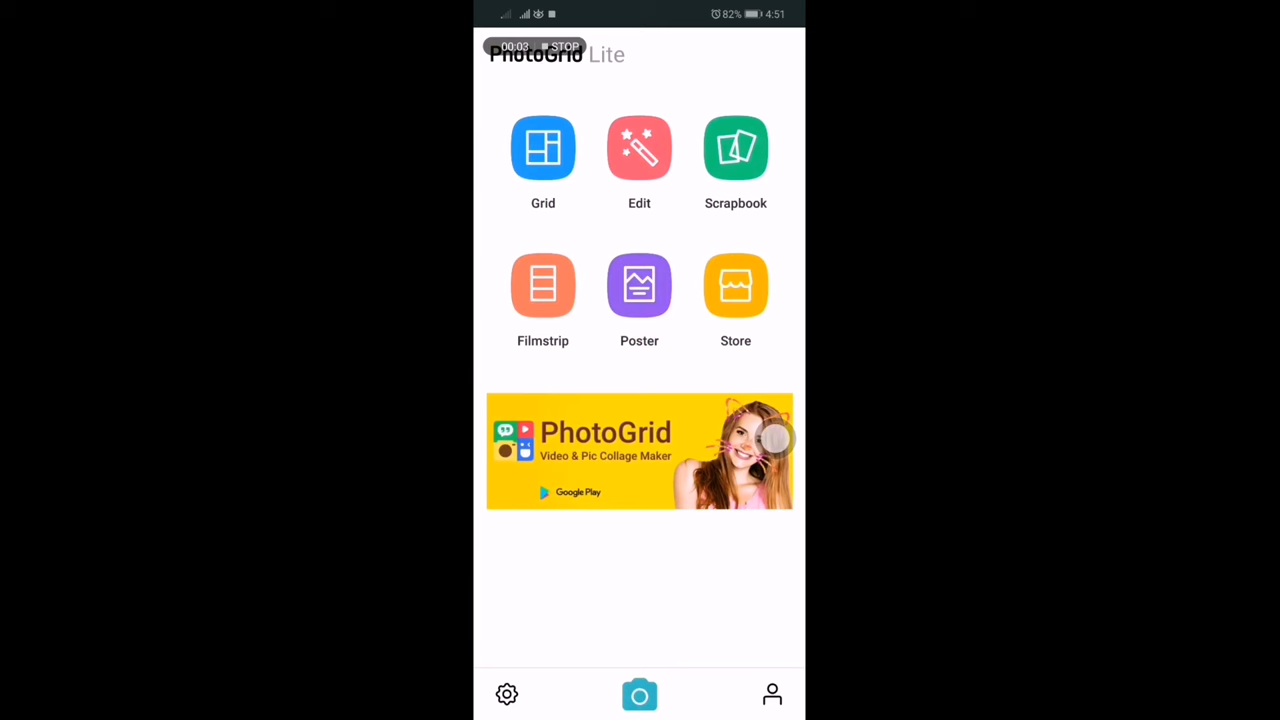 82% 4:51
00:03 STOP
PhotoGrid Lite
Grid Edit Scrapbook
Filmstrip Poster Store
PhotoGrid
Video & Pic Collage Maker
Google Play